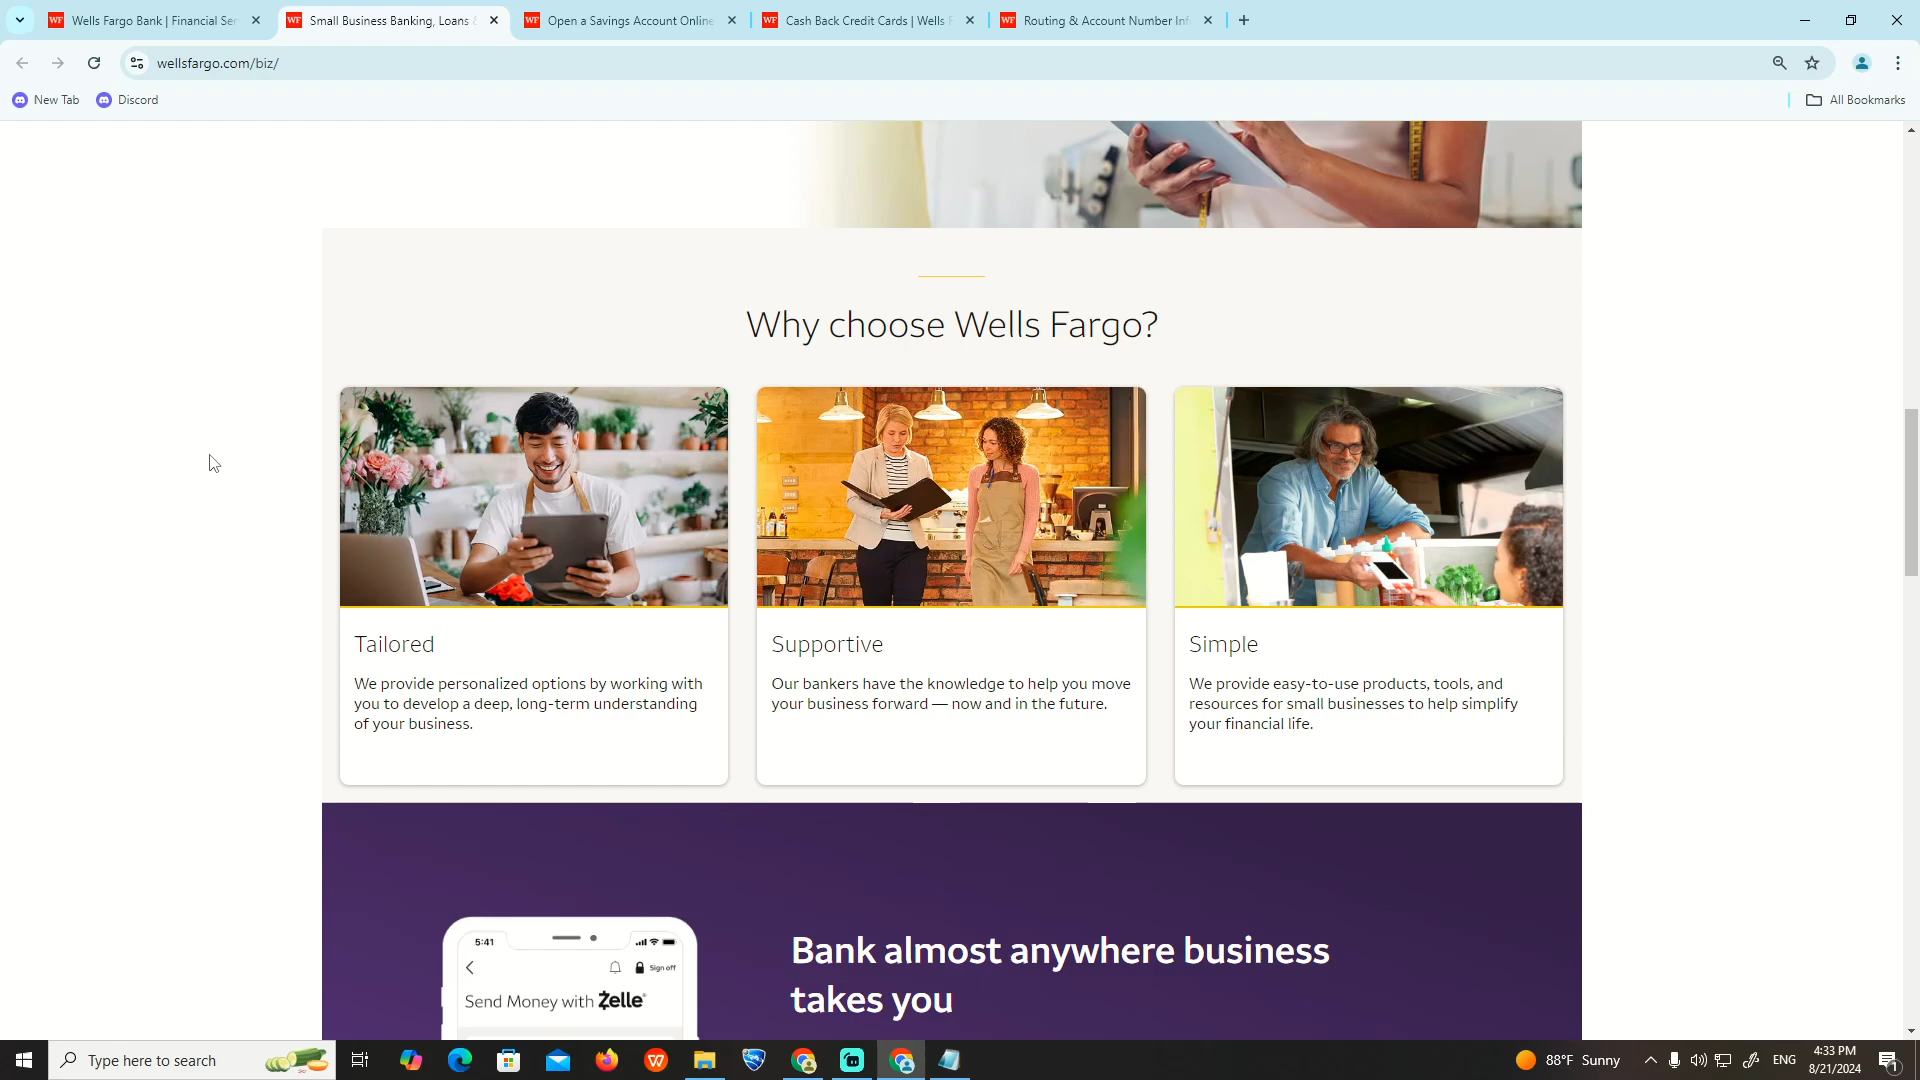 WF Wells Fargo Bank | Financial Ser
WF Small Business Banking, Loans
WF Open a Savings Account Online
WF Cash Back Credit Cards | Wells F
WF Routing & Account Number Inf
wellsfargo.com/biz/
New Tab
Discord
All Bookmarks
Why choose Wells Fargo?
Tailored
We provide personalized options by working with
you to develop a deep, long-term understanding
of your business.
Supportive
Our bankers have the knowledge to help you move
your business forward — now and in the future.
Simple
We provide easy-to-use products, tools, and
resources for small businesses to help simplify
your financial life.
5:41
Sign off
Send Money with Zelle®
Bank almost anywhere business
takes you
Type here to search
88°F Sunny
ENG
4:33 PM
8/21/2024
1